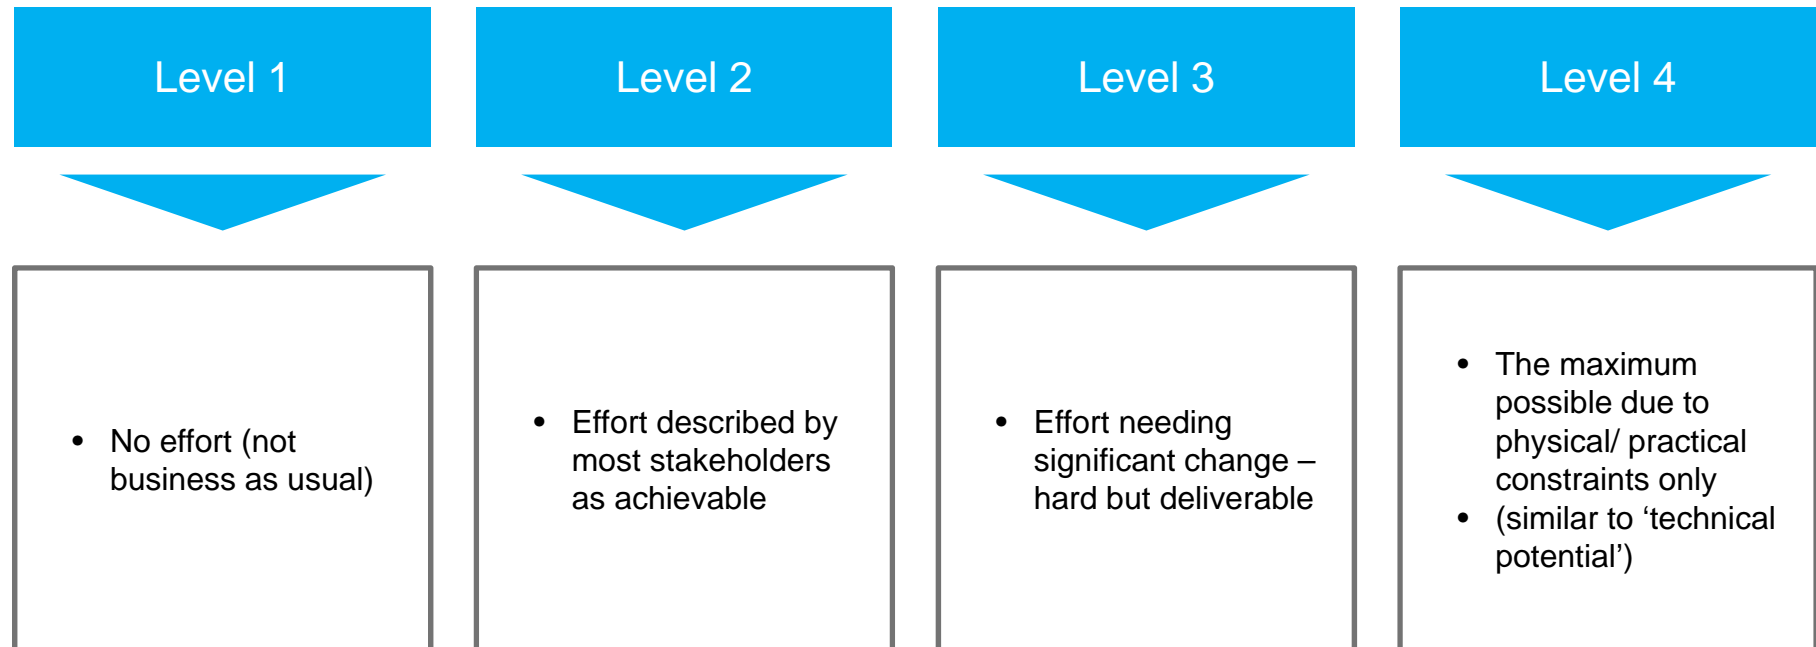 Level 1
Level 2
Level 3
Level 4
• No effort (not
business as usual)
• Effort described by
most stakeholders
as achievable
• Effort needing
significant change –
hard but deliverable
• The maximum
possible due to
physical/ practical
constraints only
• (similar to ‘technical
potential’)